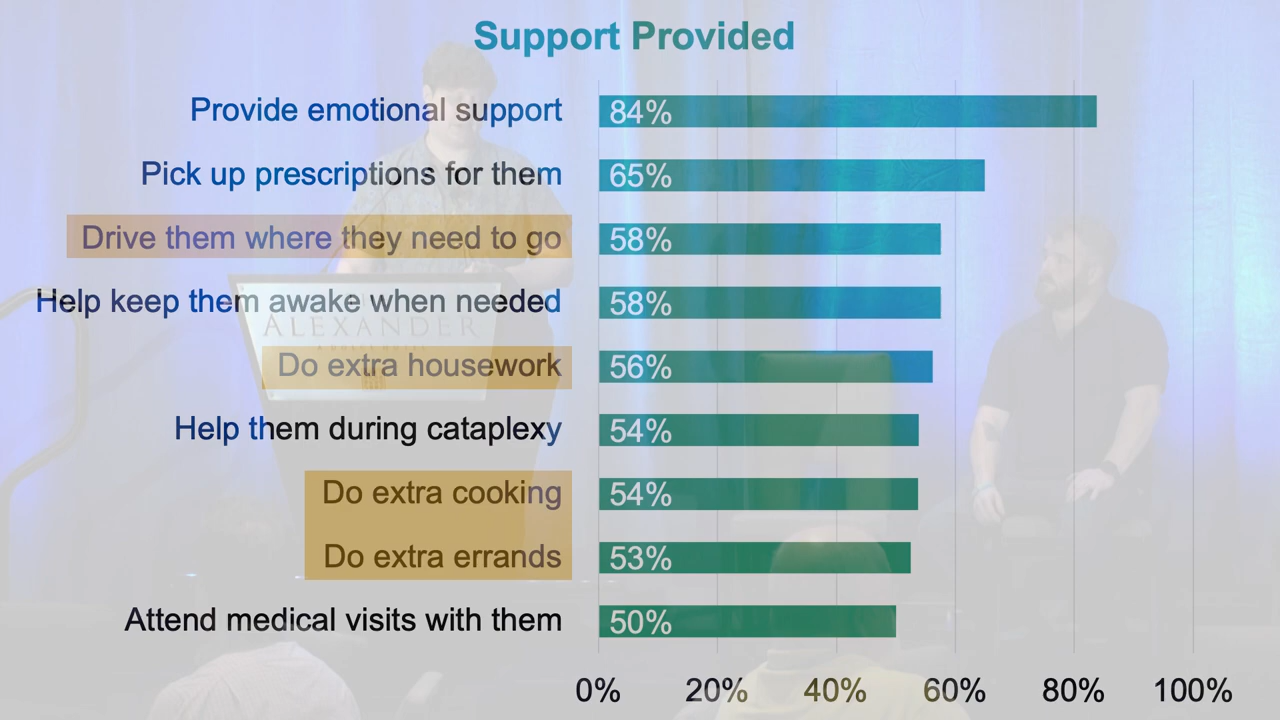 Support Provided
Provide emotional support 84%
Pick up prescriptions for them 65%
Drive them where they need to go 58%
Help keep them awake when needed 58%
ALEXANDER
Do extra housework 56%
Help them during cataplexy 54%
Do extra cooking 54%
Do extra errands 53%
Attend medical visits with them 50%
0% 20% 40% 60% 80% 100%